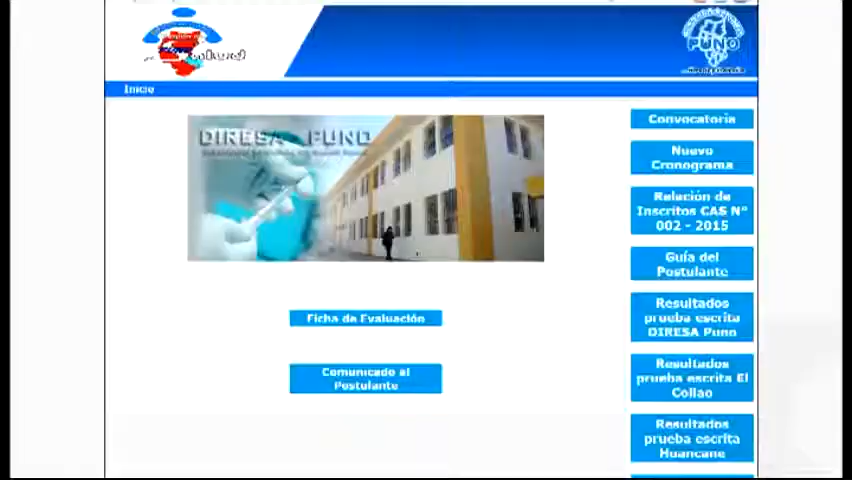 PUNO
Inicio
DIRESA PUNO
Convocatoria
Nuevo
Cronograma
Relación de
Inscritos CAS N°
002 - 2015
Guía del
Postulante
Resultados
prueba escrita
DIRESA Puno
Ficha de Evaluación
Comunicado al
Postulante
Resultados
prueba escrita El
Collao
Resultados
prueba escrita
Huancane